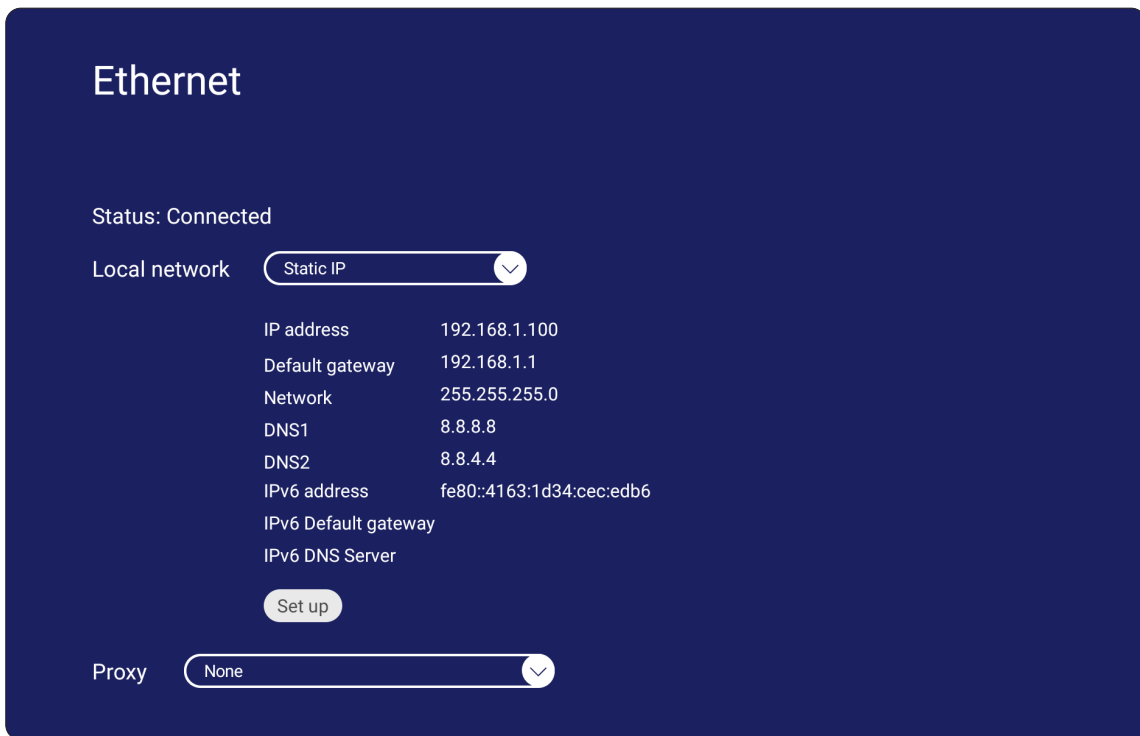 Ethernet
Status: Connected
Local network Static IP
IP address 192.168.1.100
Default gateway 192.168.1.1
Network 255.255.255.0
DNS1 8.8.8.8
DNS2 8.8.4.4
IPv6 address fe80::4163:1d34:cec:edb6
IPv6 Default gateway
IPv6 DNS Server
Set up
Proxy None